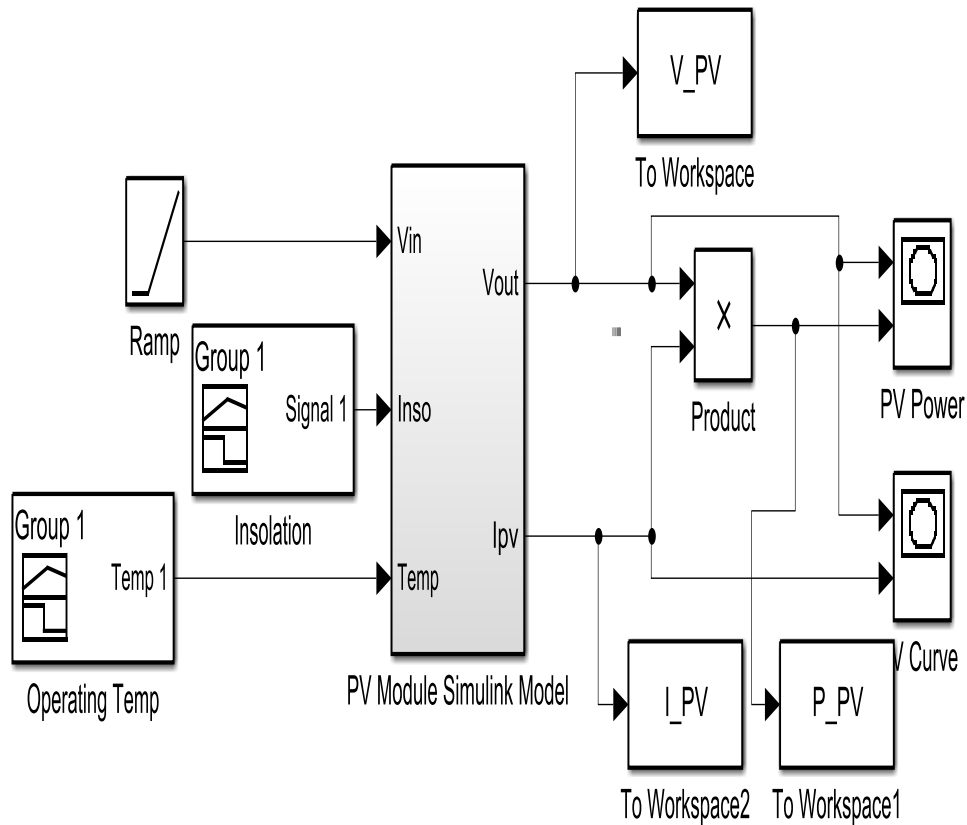 V_PV
To Workspace
Ramp
Vin
Vout
Group 1
Signal 1
Inso
Insolation
×
Product
PV Power
Group 1
Temp 1
Operating Temp
Ipv
Temp
PV Module Simulink Model
V Curve
I_PV
To Workspace2
P_PV
To Workspace1